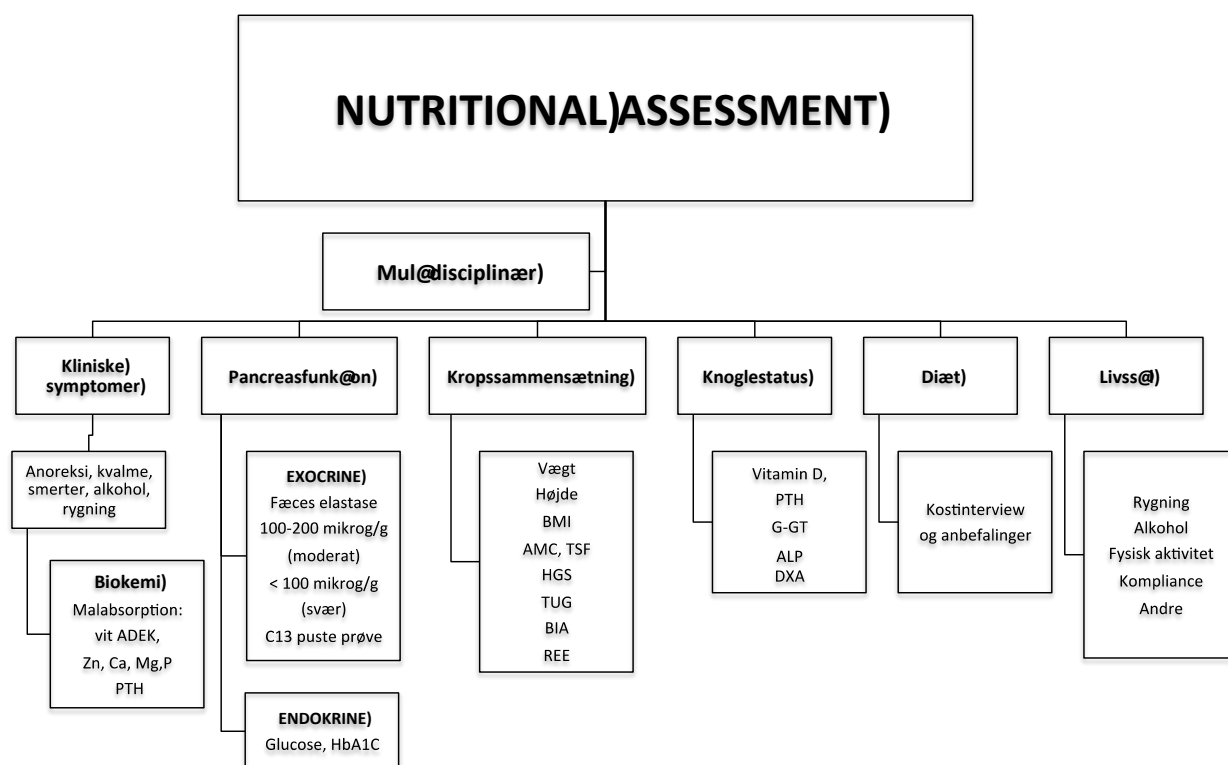 NUTRITIONAL)ASSESSMENT)
Mul@disciplinær)
Kliniske)
symptomer)
Anoreksi, kvalme,
smerter, alkohol,
rygning
Biokemi)
Malabsorption:
vit ADEK,
Zn, Ca, Mg,P
PTH
Pancreasfunk@on)
EXOCRINE)
Fæces elastase
100-200 mikrog/g
(moderat)
< 100 mikrog/g
(svær)
C13 puste prøve
ENDOKRINE)
Glucose, HbA1C
Kropssammensætning)
Vægt
Højde
BMI
AMC, TSF
HGS
TUG
BIA
REE
Knoglestatus)
Vitamin D,
PTH
G-GT
ALP
DXA
Diæt)
Kostinterview
og anbefalinger
Livss@l)
Rygning
Alkohol
Fysisk aktivitet
Kompliance
Andre